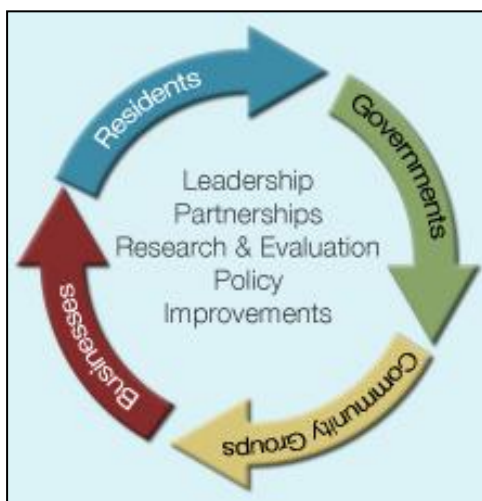 Residents
Governments
Leadership
Partnerships
Research & Evaluation
Policy
Improvements
Businesses
Community Groups